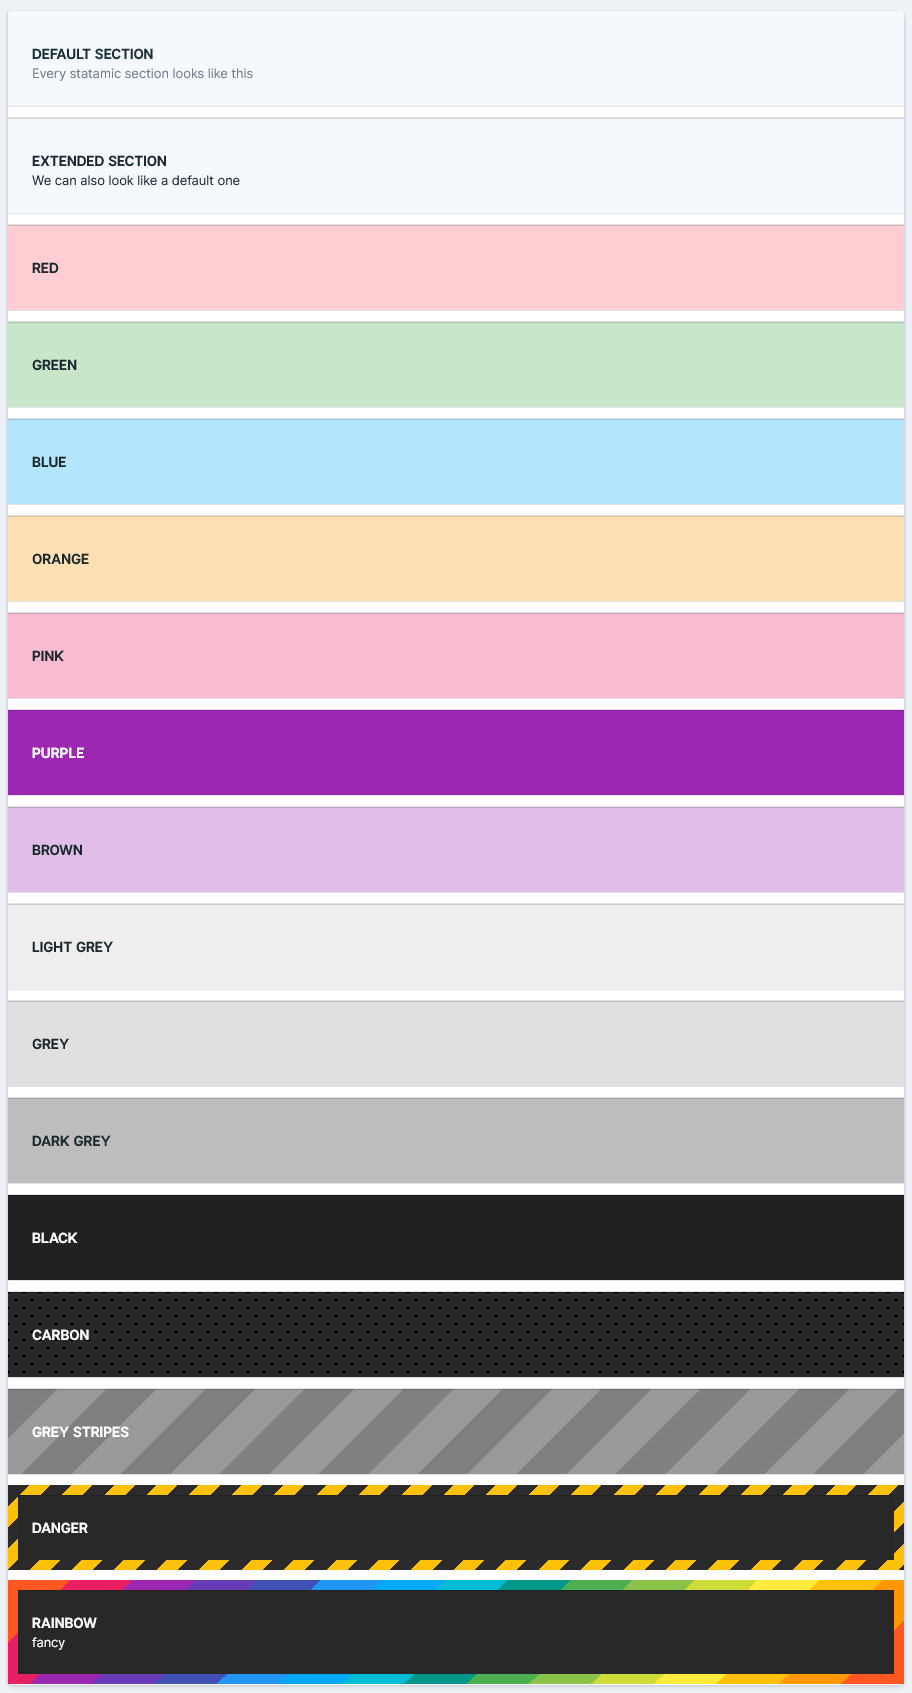 DEFAULT SECTION
Every statamic section looks like this
EXTENDED SECTION
We can also look like a default one
RED
GREEN
BLUE
ORANGE
PINK
PURPLE
BROWN
LIGHT GREY
GREY
DARK GREY
BLACK
CARBON
GREY STRIPES
DANGER
RAINBOW
fancy